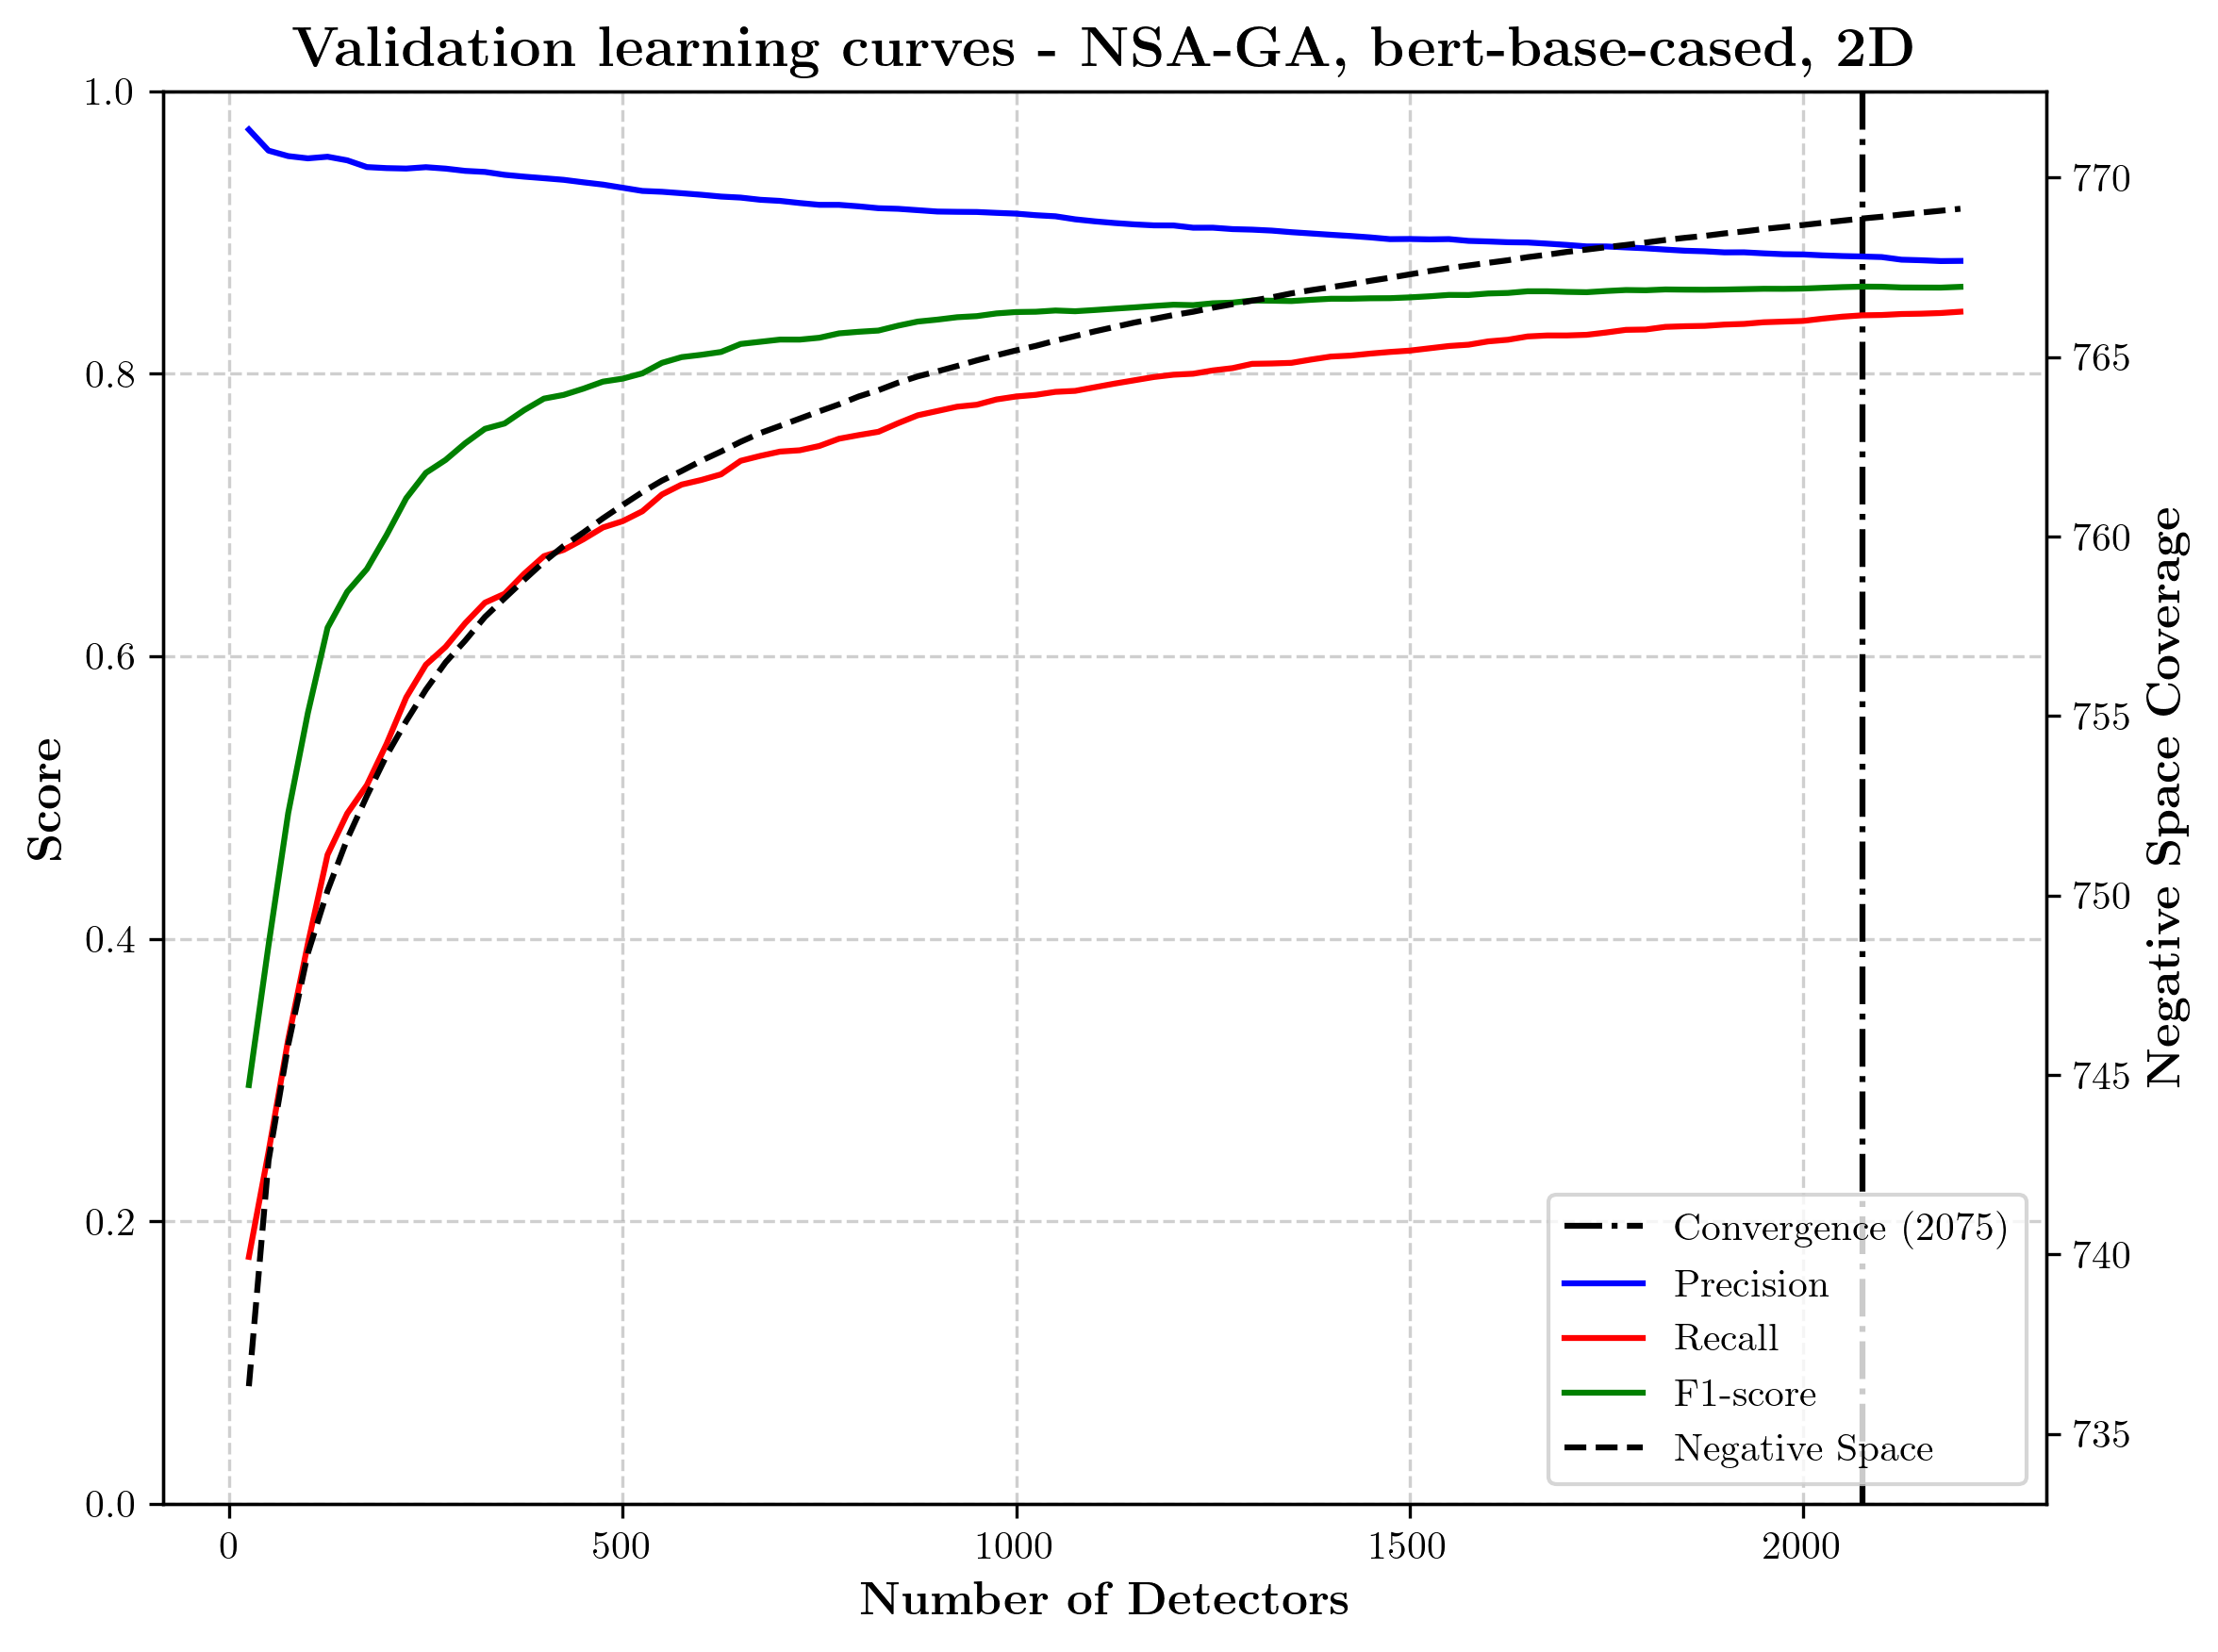 Validation learning curves - NSA-GA, bert-base-cased, 2D
1.0
0.8
0.6
0.4
0.2
0.0
Score
770
765
760
755
750
745
740
735
Negative Space Coverage
Convergence (2075)
Precision
Recall
F1-score
Negative Space
0 500 1000 1500 2000
Number of Detectors